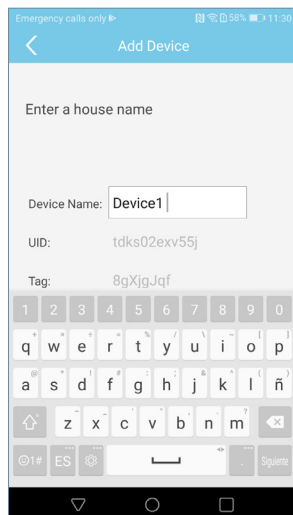 Emergency calls only 58% 11:30
Add Device
Enter a house name
Device Name: Device1
UID: tdks02exv55j
Tag: 8gXjgJqf
1 2 3 4 5 6 7 8 9 0
q w e r t y u i o p
a s d f g h j k l ñ
z x c v b n m
☺1# ES . Siguiente